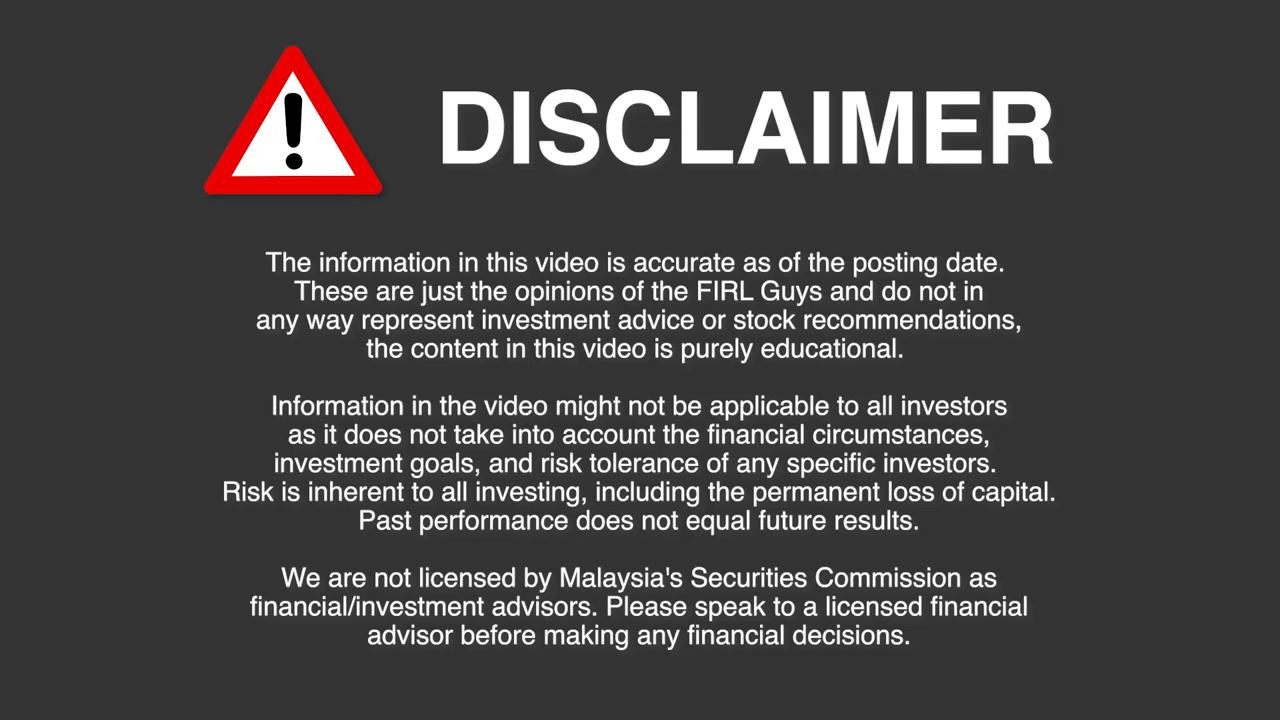 DISCLAIMER
The information in this video is accurate as of the posting date.
These are just the opinions of the FIRL Guys and do not in
any way represent investment advice or stock recommendations,
the content in this video is purely educational.
Information in the video might not be applicable to all investors
as it does not take into account the financial circumstances,
investment goals, and risk tolerance of any specific investors.
Risk is inherent to all investing, including the permanent loss of capital.
Past performance does not equal future results.
We are not licensed by Malaysia's Securities Commission as
financial/investment advisors. Please speak to a licensed financial
advisor before making any financial decisions.